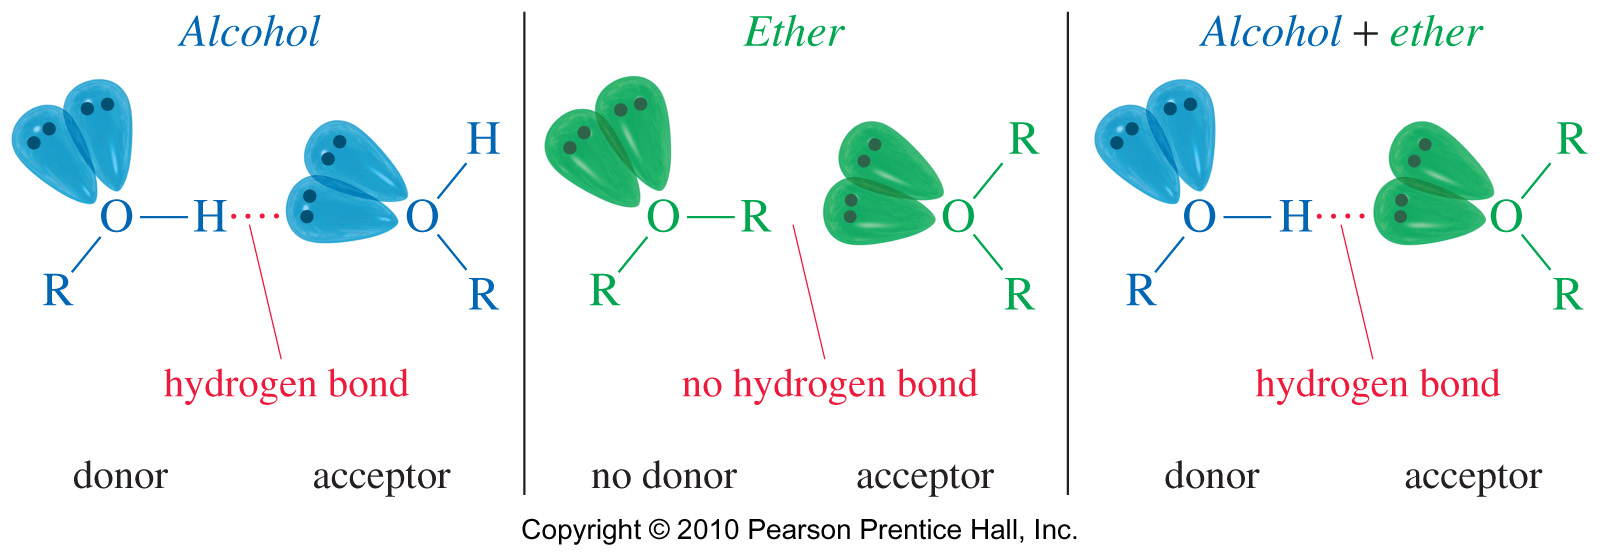 Alcohol
O—H
R
H
O
R
hydrogen bond
donor acceptor
Ether
O—R
R
R
O
R
no hydrogen bond
no donor acceptor
Alcohol + ether
O—H
R
R
O
R
hydrogen bond
donor acceptor
Copyright © 2010 Pearson Prentice Hall, Inc.